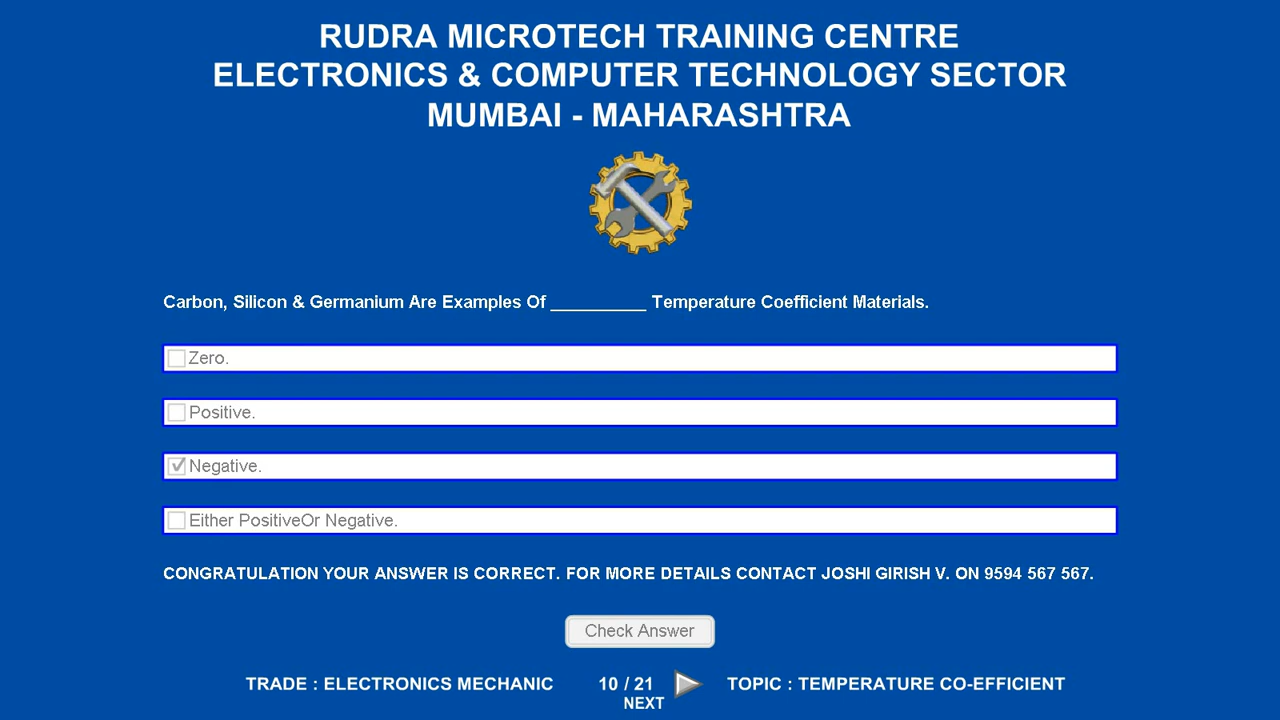 RUDRA MICROTECH TRAINING CENTRE
ELECTRONICS & COMPUTER TECHNOLOGY SECTOR
MUMBAI - MAHARASHTRA
Carbon, Silicon & Germanium Are Examples Of __________ Temperature Coefficient Materials.
Zero.
Positive.
Negative.
Either PositiveOr Negative.
CONGRATULATION YOUR ANSWER IS CORRECT. FOR MORE DETAILS CONTACT JOSHI GIRISH V. ON 9594 567 567.
Check Answer
TRADE : ELECTRONICS MECHANIC 10 / 21 TOPIC : TEMPERATURE CO-EFFICIENT
NEXT